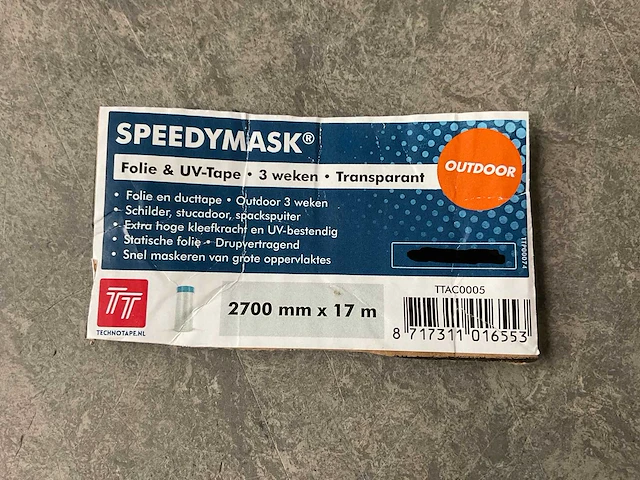 SPEEDYMASK®
Folie & UV-Tape • 3 weken • Transparant
OUTDOOR
• Folie en ducttape • Outdoor 3 weken
• Schilder, stucadoor, spackspuiter
• Extra hoge kleefkracht en UV-bestendig
• Statische folie • Drupvertragend
• Snel maskeren van grote oppervlaktes
TTP00074
TT
TECHNOTAPE.NL
2700 mm x 17 m
TTAC0005
8 717311 016553